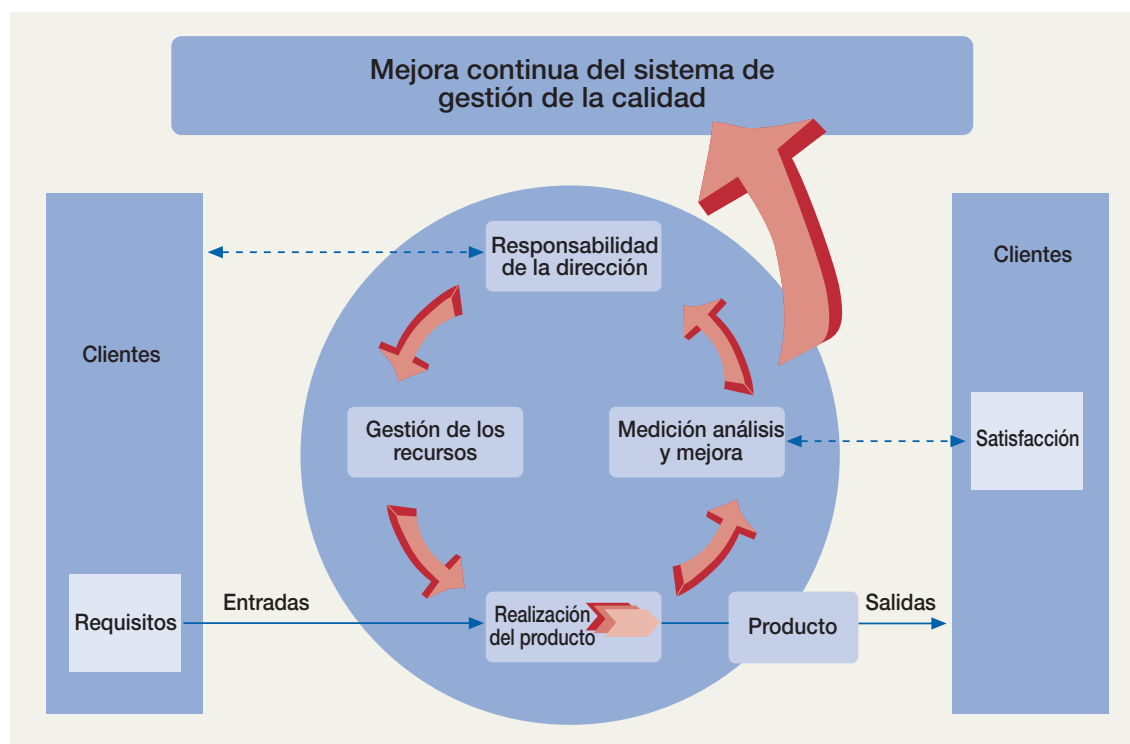 Mejora continua del sistema de
gestión de la calidad
Responsabilidad
de la dirección
Clientes
Clientes
Gestión de los
recursos
Medición análisis
y mejora
Satisfacción
Requisitos
Entradas
Realización
del producto
Producto
Salidas